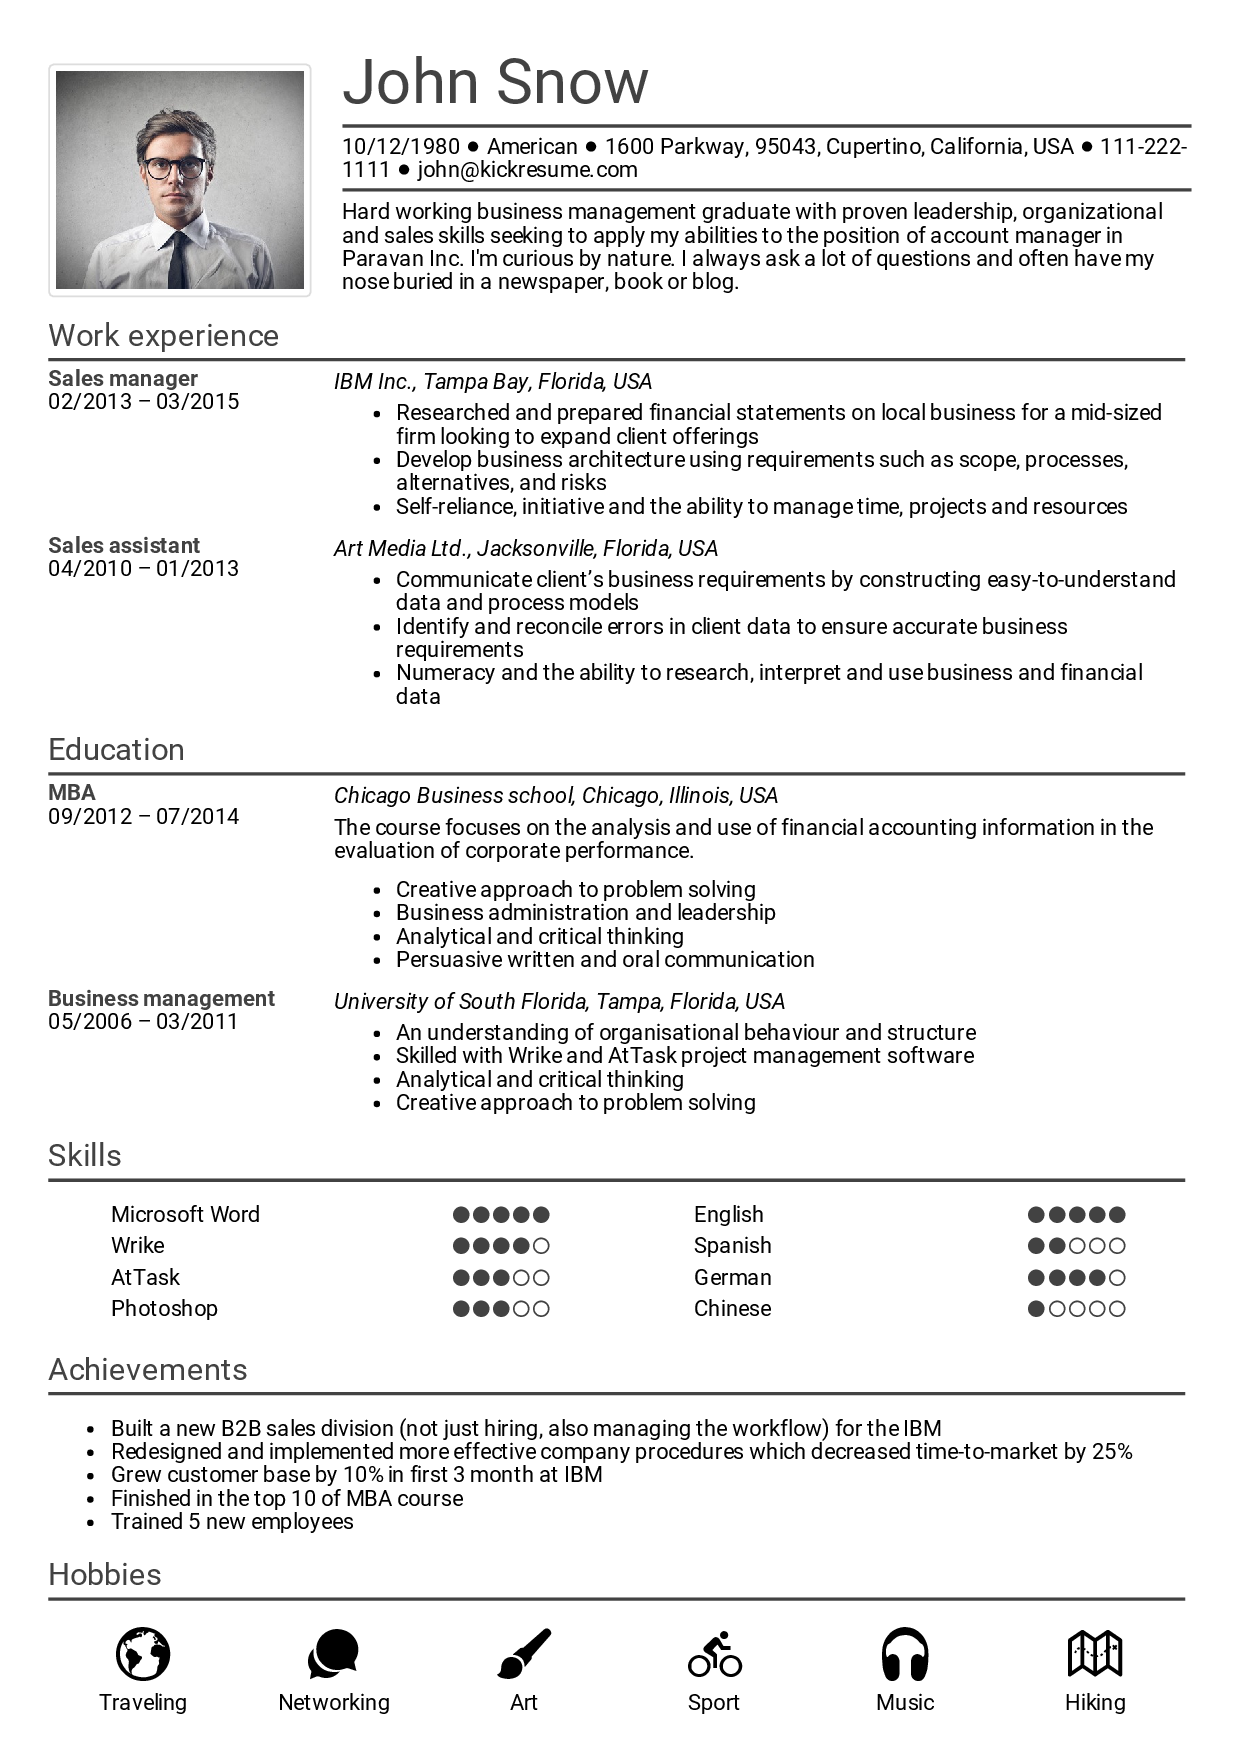 John Snow
10/12/1980 ● American ● 1600 Parkway, 95043, Cupertino, California, USA ● 111-222-
1111 ● john@kickresume.com
Hard working business management graduate with proven leadership, organizational
and sales skills seeking to apply my abilities to the position of account manager in
Paravan Inc. I'm curious by nature. I always ask a lot of questions and often have my
nose buried in a newspaper, book or blog.
Work experience
Sales manager
02/2013 – 03/2015
IBM Inc., Tampa Bay, Florida, USA
• Researched and prepared financial statements on local business for a mid-sized
firm looking to expand client offerings
• Develop business architecture using requirements such as scope, processes,
alternatives, and risks
• Self-reliance, initiative and the ability to manage time, projects and resources
Sales assistant
04/2010 – 01/2013
Art Media Ltd., Jacksonville, Florida, USA
• Communicate client’s business requirements by constructing easy-to-understand
data and process models
• Identify and reconcile errors in client data to ensure accurate business
requirements
• Numeracy and the ability to research, interpret and use business and financial
data
Education
MBA
09/2012 – 07/2014
Chicago Business school, Chicago, Illinois, USA
The course focuses on the analysis and use of financial accounting information in the
evaluation of corporate performance.
• Creative approach to problem solving
• Business administration and leadership
• Analytical and critical thinking
• Persuasive written and oral communication
Business management
05/2006 – 03/2011
University of South Florida, Tampa, Florida, USA
• An understanding of organisational behaviour and structure
• Skilled with Wrike and AtTask project management software
• Analytical and critical thinking
• Creative approach to problem solving
Skills
Microsoft Word
English
Wrike
Spanish
AtTask
German
Photoshop
Chinese
Achievements
• Built a new B2B sales division (not just hiring, also managing the workflow) for the IBM
• Redesigned and implemented more effective company procedures which decreased time-to-market by 25%
• Grew customer base by 10% in first 3 month at IBM
• Finished in the top 10 of MBA course
• Trained 5 new employees
Hobbies
Traveling
Networking
Art
Sport
Music
Hiking